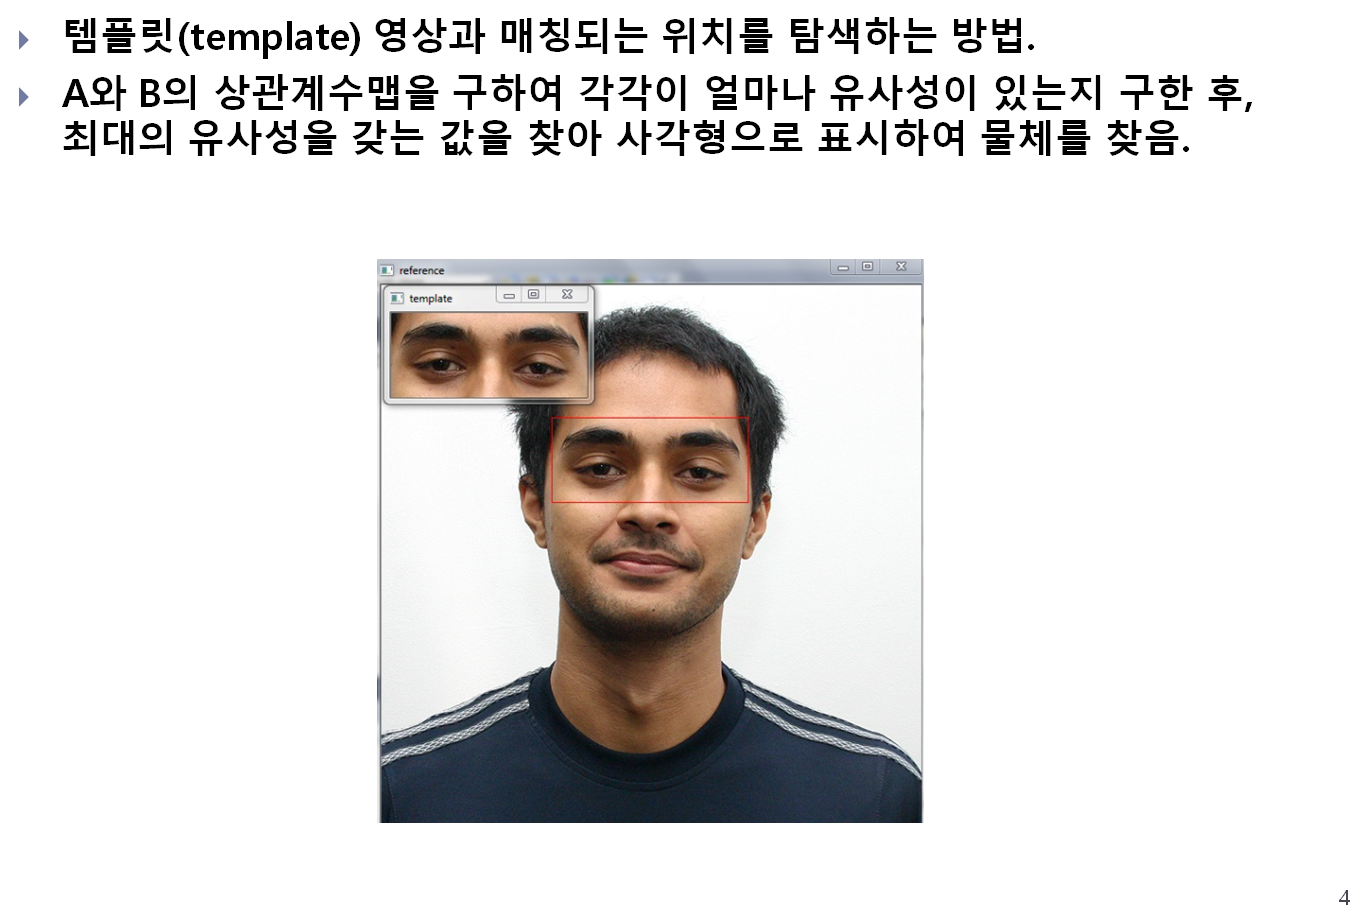 템플릿(template) 영상과 매칭되는 위치를 탐색하는 방법.
A와 B의 상관계수맵을 구하여 각각이 얼마나 유사성이 있는지 구한 후,
최대의 유사성을 갖는 값을 찾아 사각형으로 표시하여 물체를 찾음.
reference
template
4